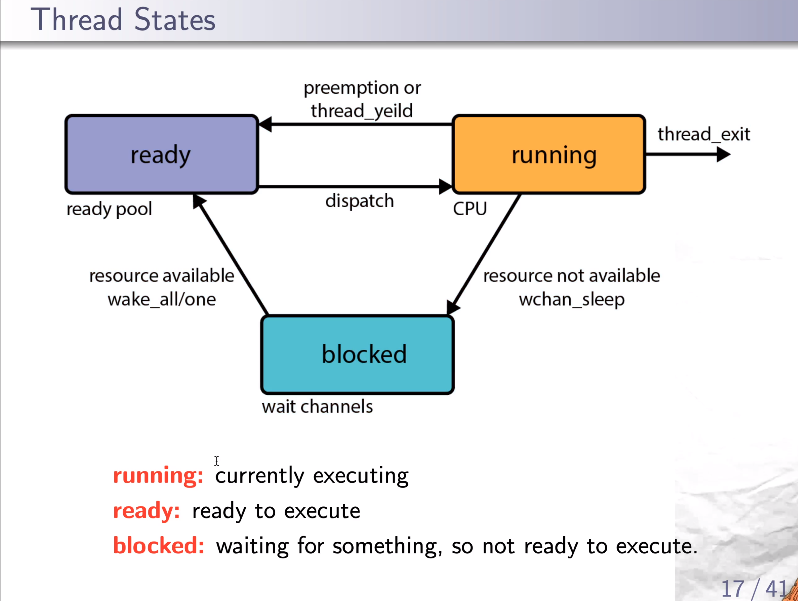 Thread States
preemption or
thread_yeild
ready
running
thread_exit
ready pool
dispatch
CPU
resource available
wake_all/one
resource not available
wchan_sleep
blocked
wait channels
running: currently executing
ready: ready to execute
blocked: waiting for something, so not ready to execute.
17 / 41